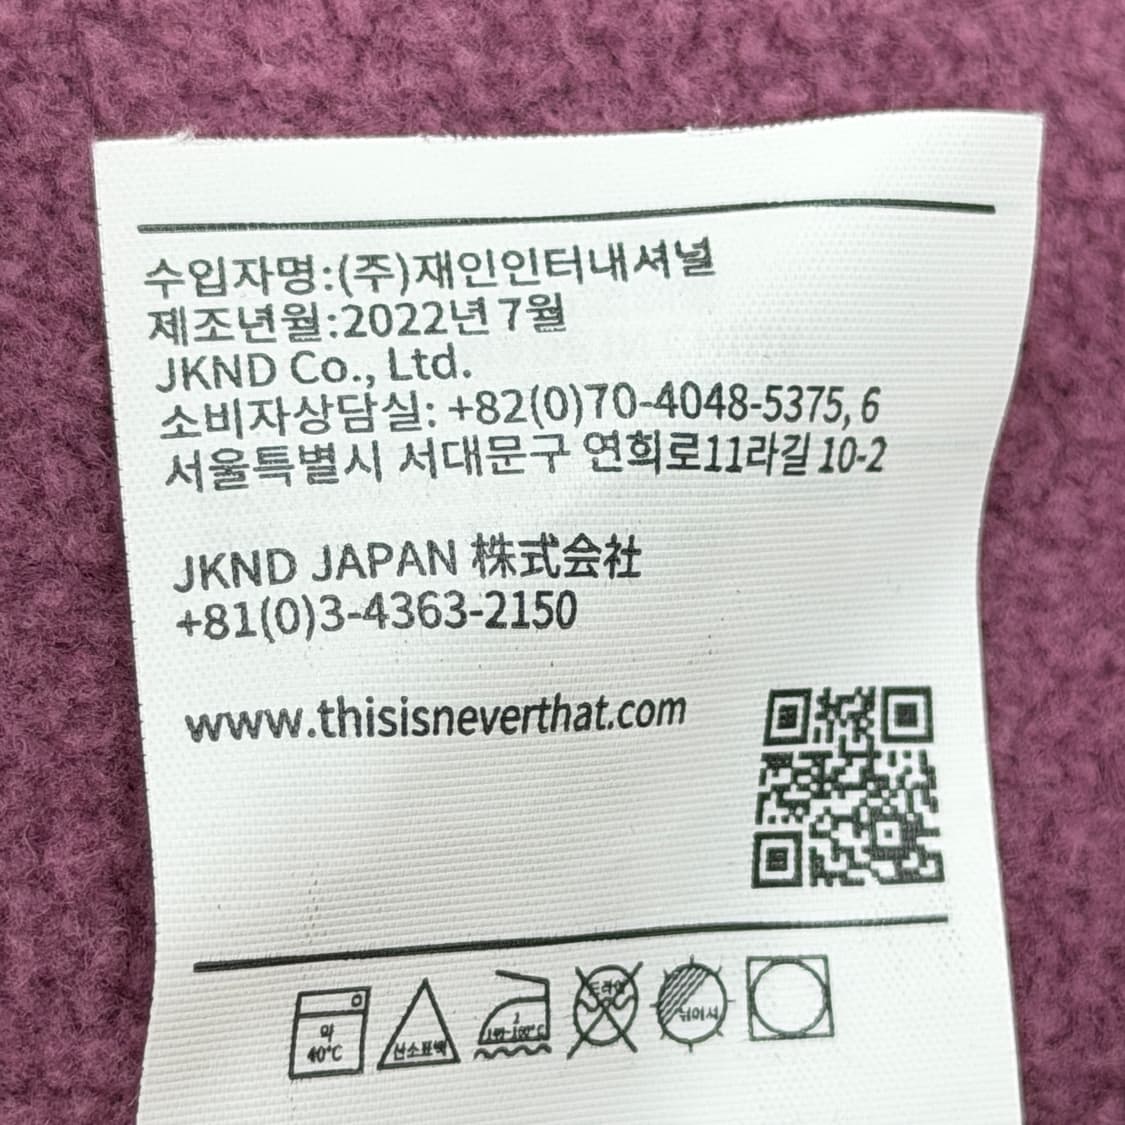 수입자명:(주)재인인터내셔널
제조년월:2022년 7월
JKND Co., Ltd.
소비자상담실: +82(0)70-4048-5375, 6
서울특별시 서대문구 연희로11라길 10-2
JKND JAPAN 株式会社
+81(0)3-4363-2150
www.thisisneverthat.com
약
40°C
산소표백
드라이
뉘어서